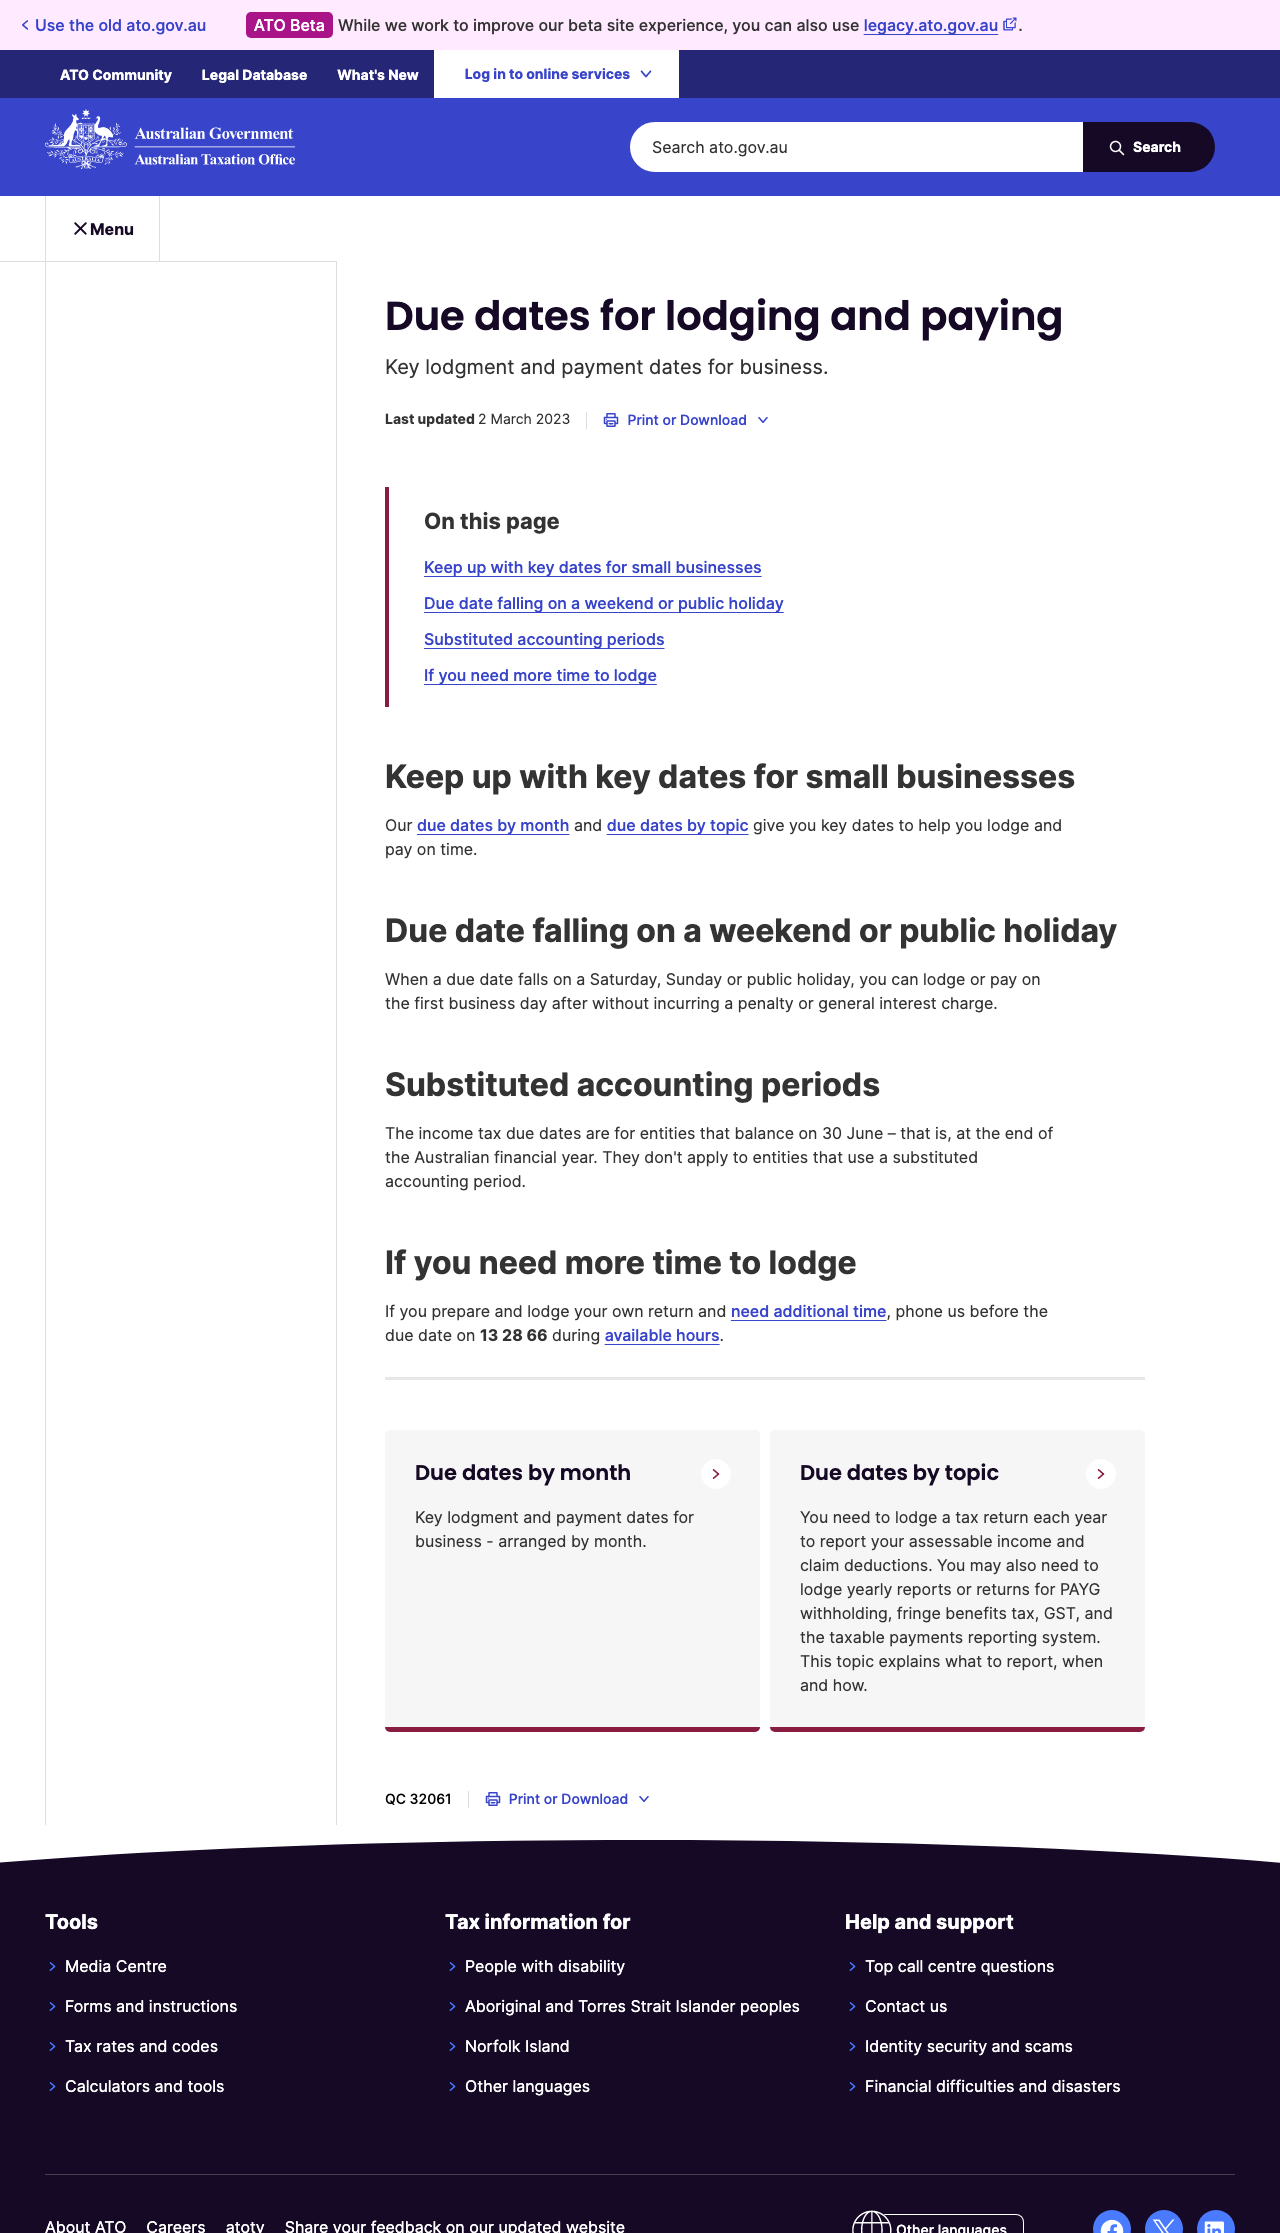 Use the old ato.gov.au
ATO Beta While we work to improve our beta site experience, you can also use legacy.ato.gov.au.
ATO Community Legal Database What's New Log in to online services
Australian Government
Australian Taxation Office
Search ato.gov.au
Search
Menu
Due dates for lodging and paying
Key lodgment and payment dates for business.
Last updated 2 March 2023 Print or Download
On this page
Keep up with key dates for small businesses
Due date falling on a weekend or public holiday
Substituted accounting periods
If you need more time to lodge
Keep up with key dates for small businesses
Our due dates by month and due dates by topic give you key dates to help you lodge and
pay on time.
Due date falling on a weekend or public holiday
When a due date falls on a Saturday, Sunday or public holiday, you can lodge or pay on
the first business day after without incurring a penalty or general interest charge.
Substituted accounting periods
The income tax due dates are for entities that balance on 30 June – that is, at the end of
the Australian financial year. They don't apply to entities that use a substituted
accounting period.
If you need more time to lodge
If you prepare and lodge your own return and need additional time, phone us before the
due date on 13 28 66 during available hours.
Due dates by month
Key lodgment and payment dates for
business - arranged by month.
Due dates by topic
You need to lodge a tax return each year
to report your assessable income and
claim deductions. You may also need to
lodge yearly reports or returns for PAYG
withholding, fringe benefits tax, GST, and
the taxable payments reporting system.
This topic explains what to report, when
and how.
QC 32061 Print or Download
Tools
Media Centre
Forms and instructions
Tax rates and codes
Calculators and tools
Tax information for
People with disability
Aboriginal and Torres Strait Islander peoples
Norfolk Island
Other languages
Help and support
Top call centre questions
Contact us
Identity security and scams
Financial difficulties and disasters
About ATO Careers atotv Share your feedback on our updated website
Other languages